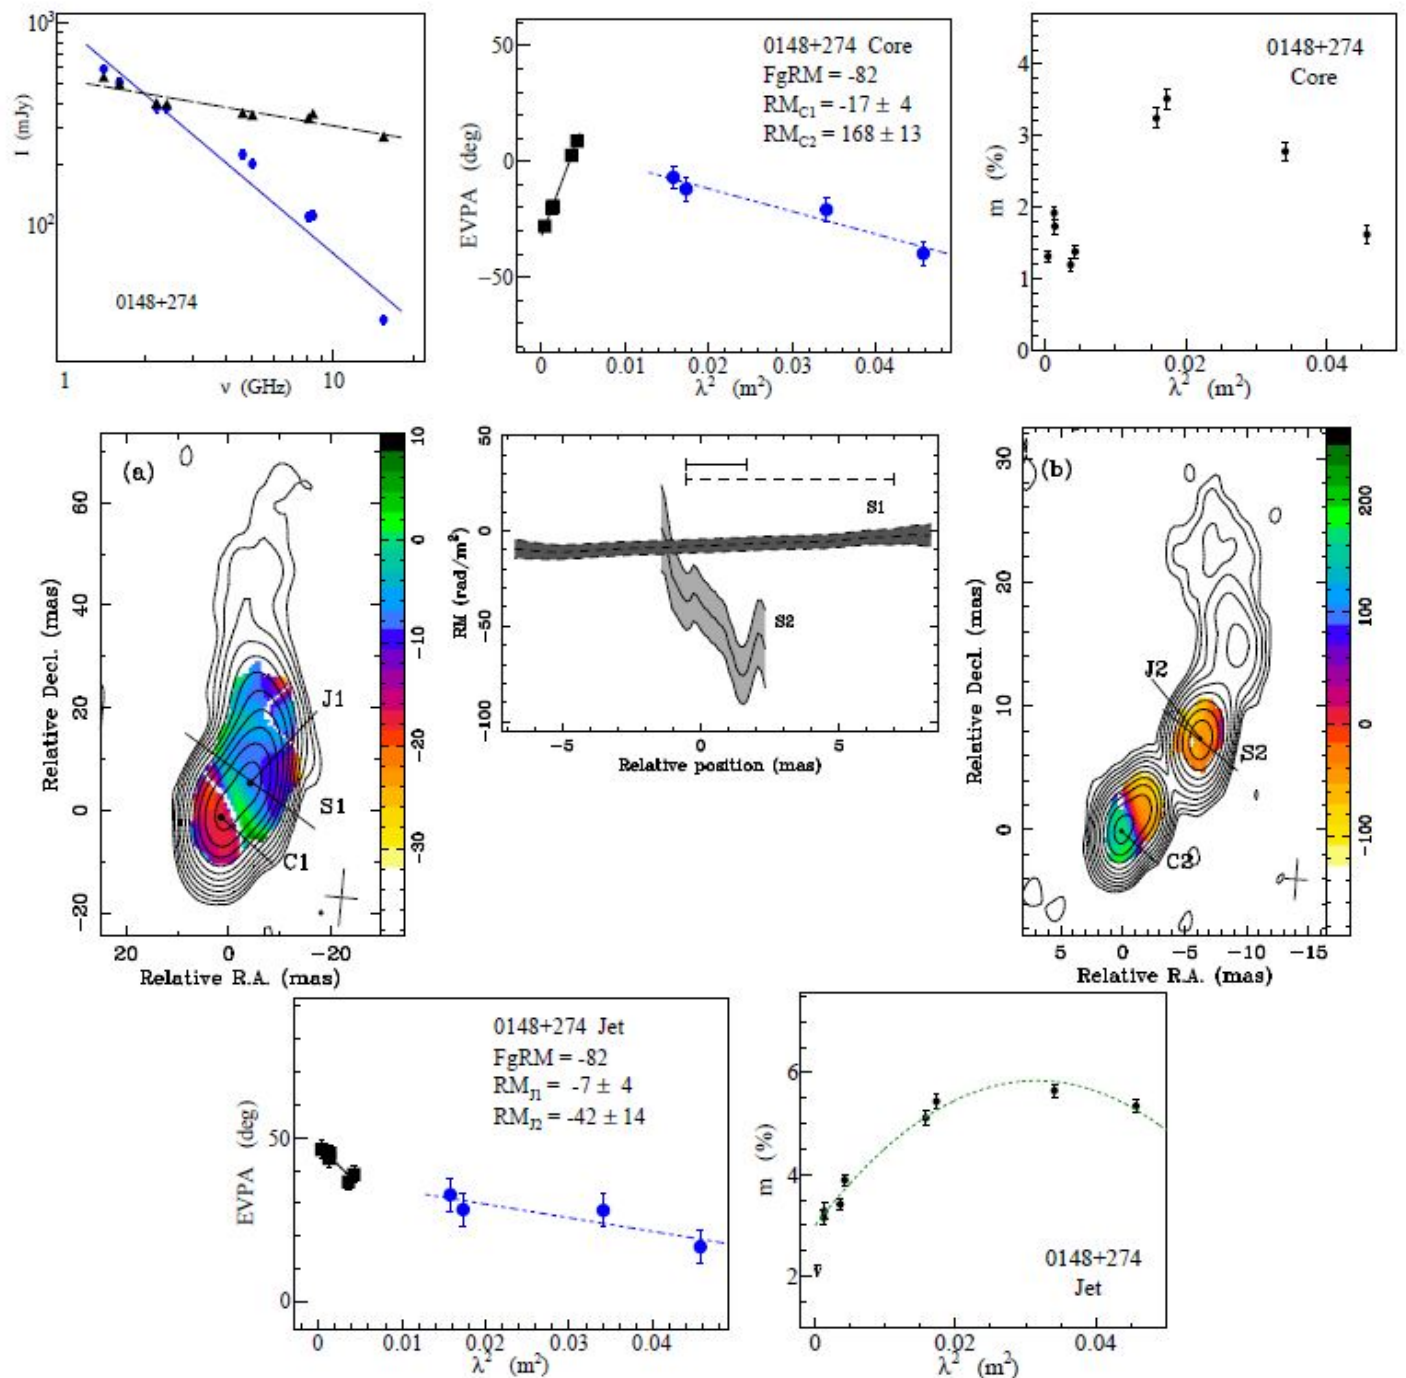 10³
10²
I (mJy)
0148+274
1
10
ν (GHz)
50
0
−50
EVPA (deg)
0148+274 Core
FgRM = -82
RM_C1 = -17 ± 4
RM_C2 = 168 ± 13
0
0.01
0.02
0.03
0.04
λ² (m²)
4
3
2
1
0
m (%)
0148+274
Core
0
0.02
0.04
λ² (m²)
(a)
60
40
20
0
−20
Relative Decl. (mas)
J1
S1
C1
20
0
−20
Relative R.A. (mas)
10
0
−10
−20
−30
50
0
−50
−100
RM (rad/m²)
S1
S2
−5
0
5
Relative position (mas)
(b)
30
20
10
0
Relative Decl. (mas)
J2
S2
C2
5
0
−5
−10
−15
Relative R.A. (mas)
200
100
0
−100
50
0
EVPA (deg)
0148+274 Jet
FgRM = -82
RM_J1 = -7 ± 4
RM_J2 = -42 ± 14
0
0.01
0.02
0.03
0.04
λ² (m²)
6
4
2
m (%)
0148+274
Jet
0
0.02
0.04
λ² (m²)